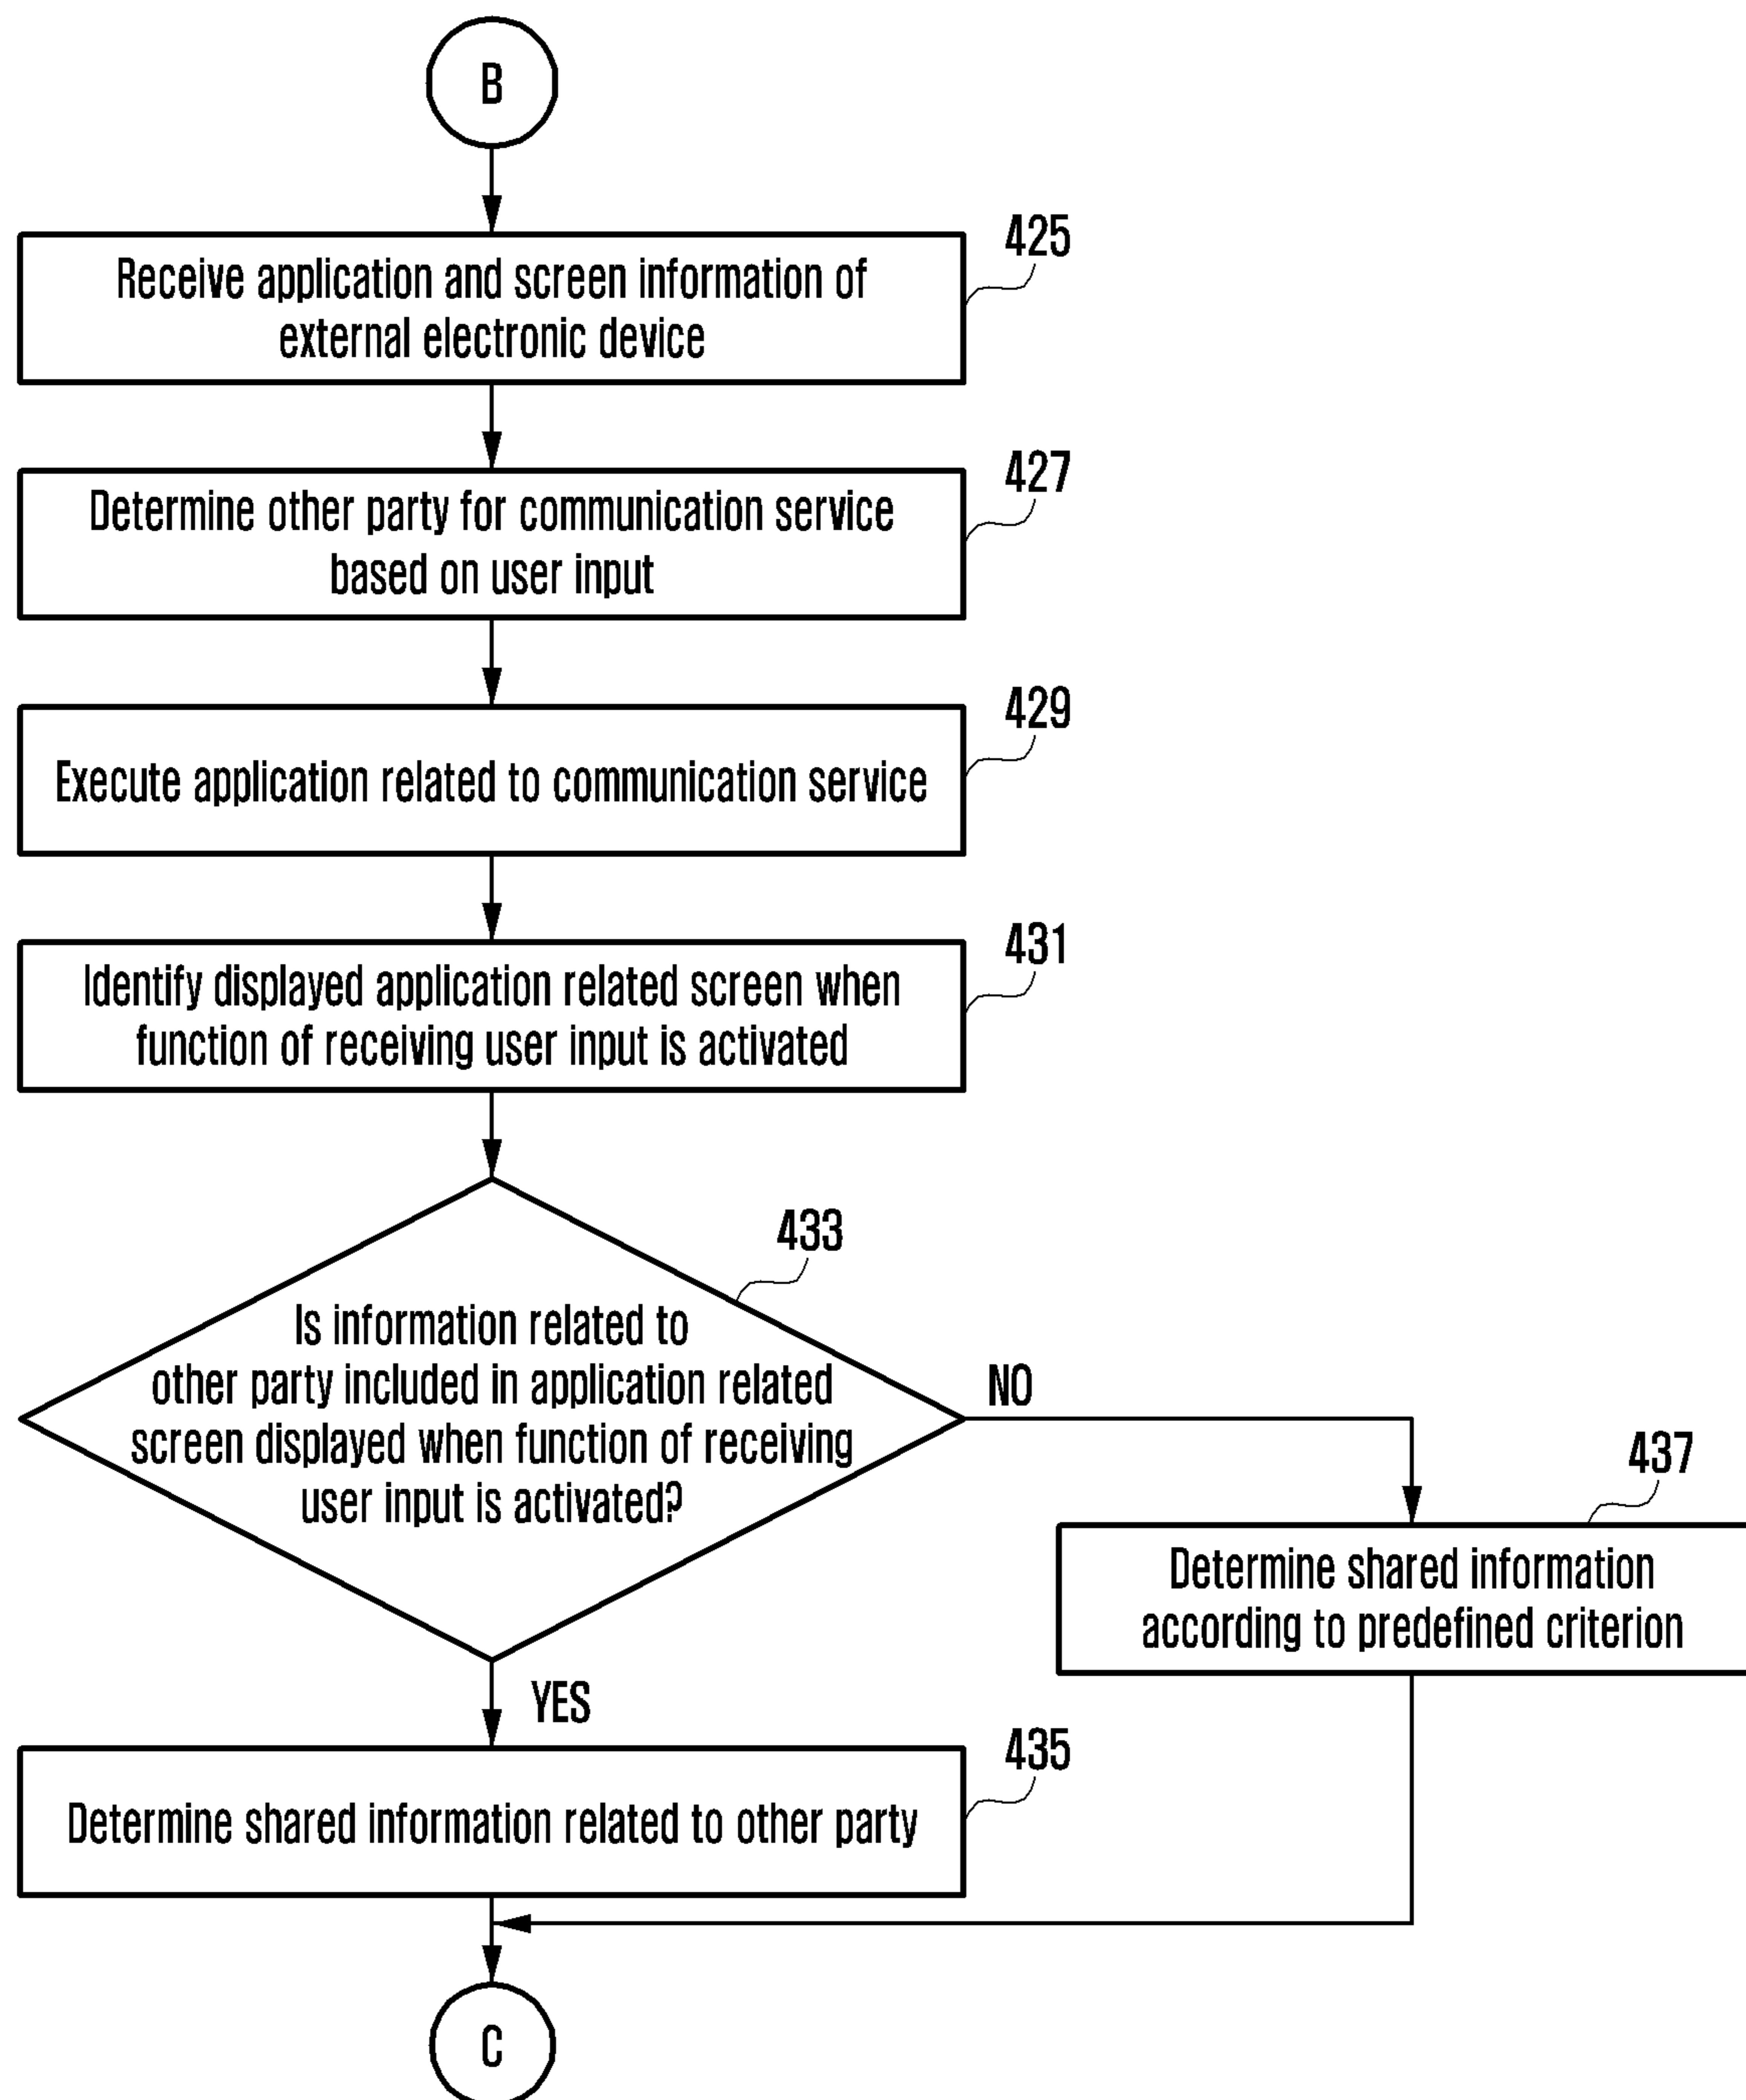 B
425
Receive application and screen information of
external electronic device
427
Determine other party for communication service
based on user input
429
Execute application related to communication service
431
Identify displayed application related screen when
function of receiving user input is activated
433
Is information related to
other party included in application related
screen displayed when function of receiving
user input is activated?
NO
437
Determine shared information
according to predefined criterion
YES
435
Determine shared information related to other party
C